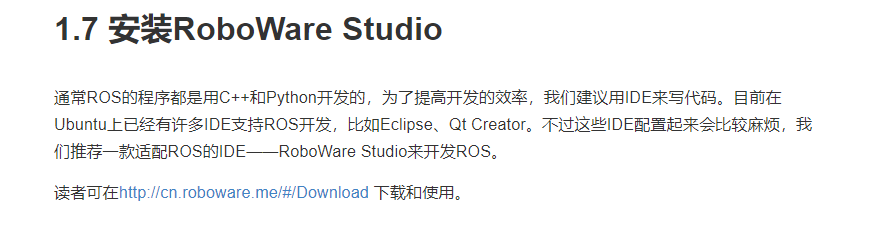 1.7 安装RoboWare Studio
通常ROS的程序都是用C++和Python开发的，为了提高开发的效率，我们建议用IDE来写代码。目前在
Ubuntu上已经有许多IDE支持ROS开发，比如Eclipse、Qt Creator。不过这些IDE配置起来会比较麻烦，我
们推荐一款适配ROS的IDE——RoboWare Studio来开发ROS。
读者可在http://cn.roboware.me/#/Download 下载和使用。